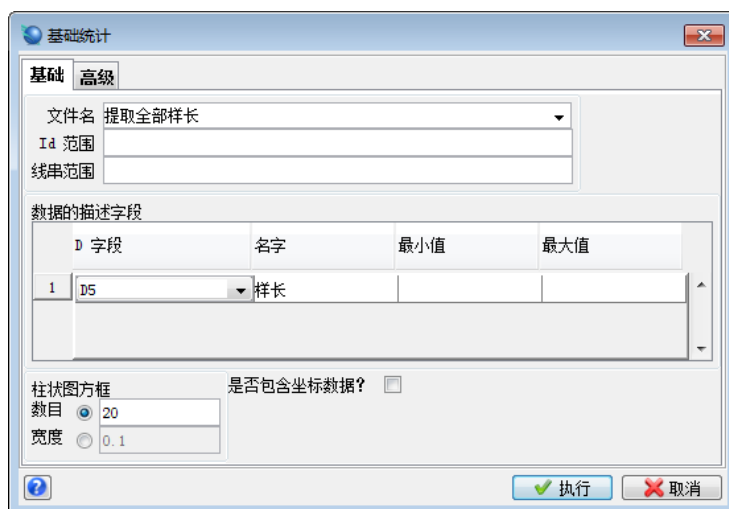 基础统计
基础 高级
文件名 提取全部样长
Id 范围
线串范围
数据的描述字段
D 字段 名字 最小值 最大值
1 D5 样长
柱状图方框 是否包含坐标数据?
数目 20
宽度 0.1
执行 取消